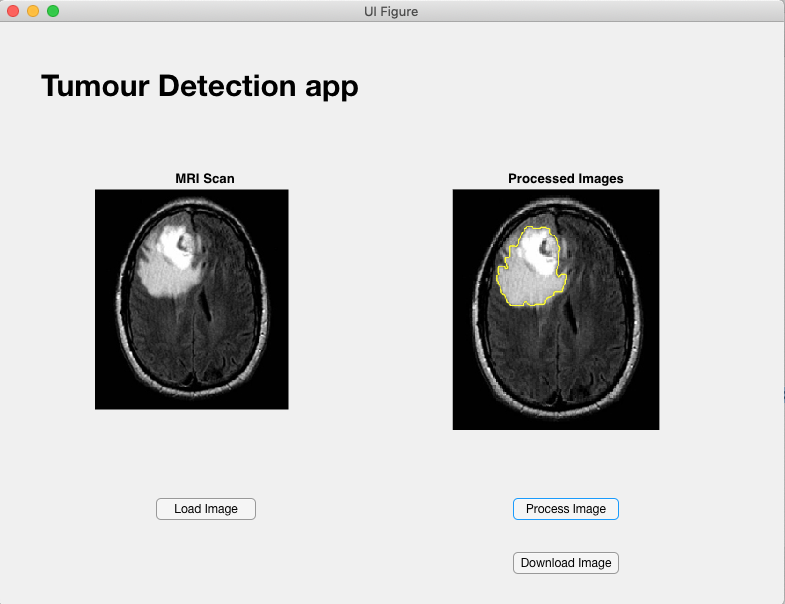 UI Figure
Tumour Detection app
MRI Scan
Processed Images
Load Image
Process Image
Download Image